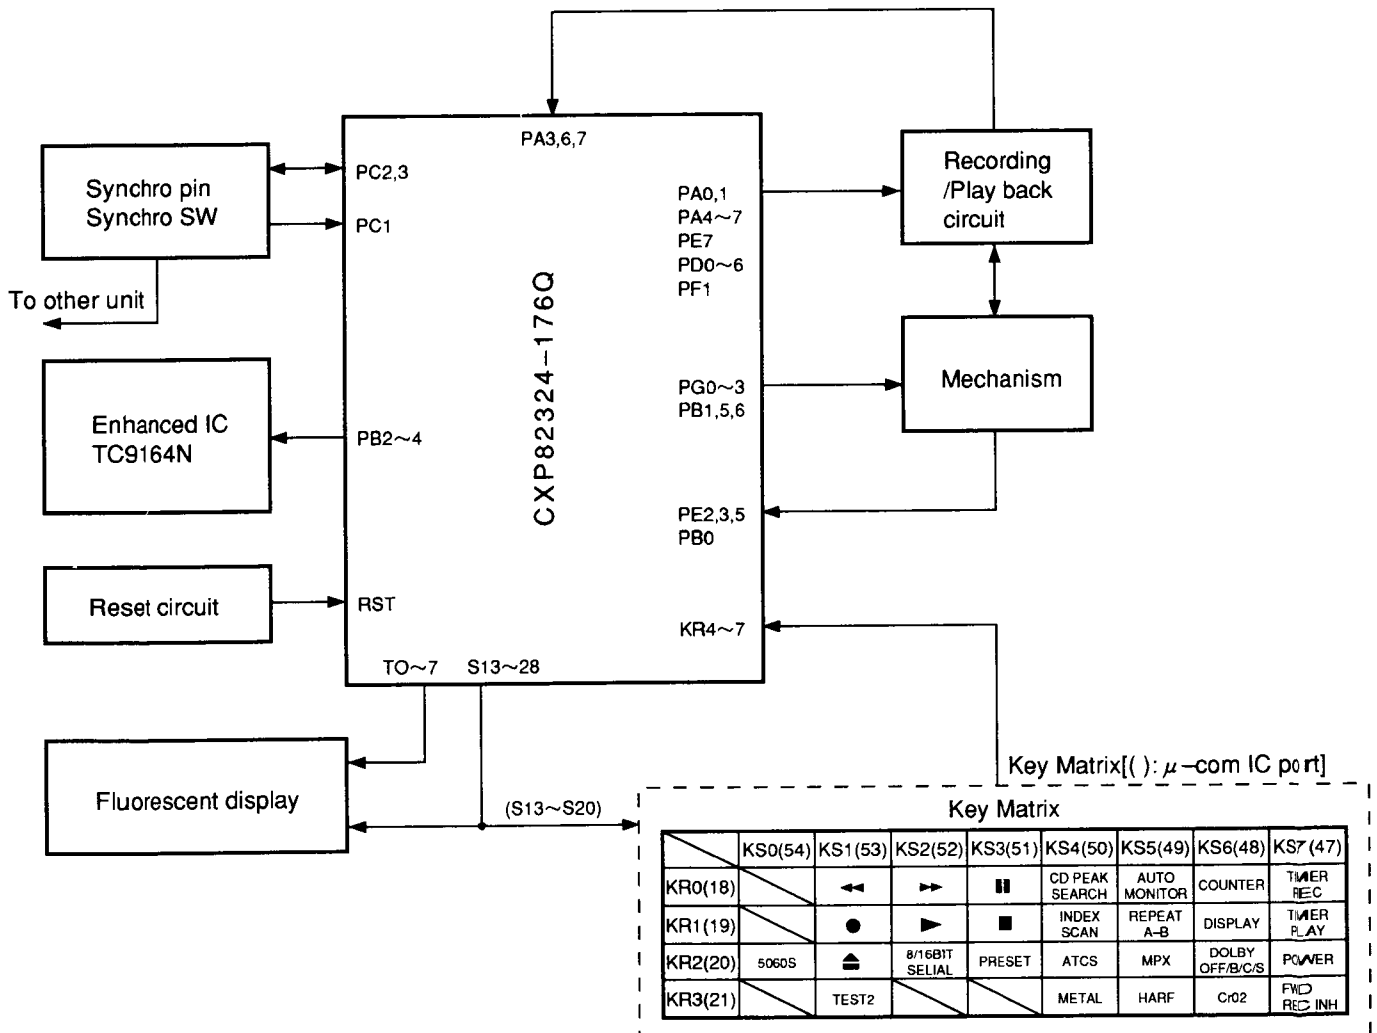 PA3,6,7
Synchro pin
Synchro SW
PC2,3
PC1
To other unit
Recording
/Play back
circuit
PA0,1
PA4~7
PE7
PD0~6
PF1
CXP82324-176Q
Mechanism
PG0~3
PB1,5,6
Enhanced IC
TC9164N
PB2~4
PE2,3,5
PB0
Reset circuit
RST
KR4~7
TO~7 S13~28
Fluorescent display
(S13~S20)
Key Matrix[( ): μ-com IC port]
Key Matrix
KS0(54) KS1(53) KS2(52) KS3(51) KS4(50) KS5(49) KS6(48) KS7(47)
KR0(18) ◀◀ ▶▶ ▮▮ CD PEAK SEARCH AUTO MONITOR COUNTER TIMER REC
KR1(19) ● ▶ ■ INDEX SCAN REPEAT A-B DISPLAY TIMER PLAY
KR2(20) 5060S ⏏ 8/16BIT SELIAL PRESET ATCS MPX DOLBY OFF/B/C/S POWER
KR3(21) TEST2 METAL HARF Cr02 FWD REC INH